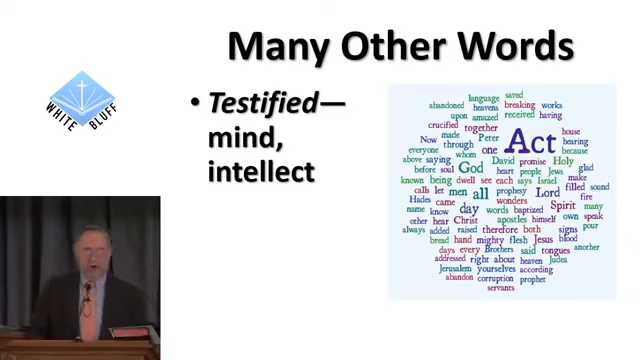 Many Other Words
• Testified—
mind,
intellect
WHITE BLUFF
language saved
abandoned heavens breaking works
upon amazed received having
crucified together Act house
Now made Peter hearing
everyone through one because
above saying whom David promise Holy glad
before soul God heart people Jews make
known being dwell see each says Israel filled sound
calls let men all prophesy Lord fire
Hades came wonders Spirit many
name know day words baptized own speak
other hear Christ apostles himself pour
always added raised therefore both signs
bread hand mighty flesh Jesus blood another
days every Brothers said tongues
addressed right about heaven Judea
Jerusalem yourselves according
abandon corruption prophet
servants